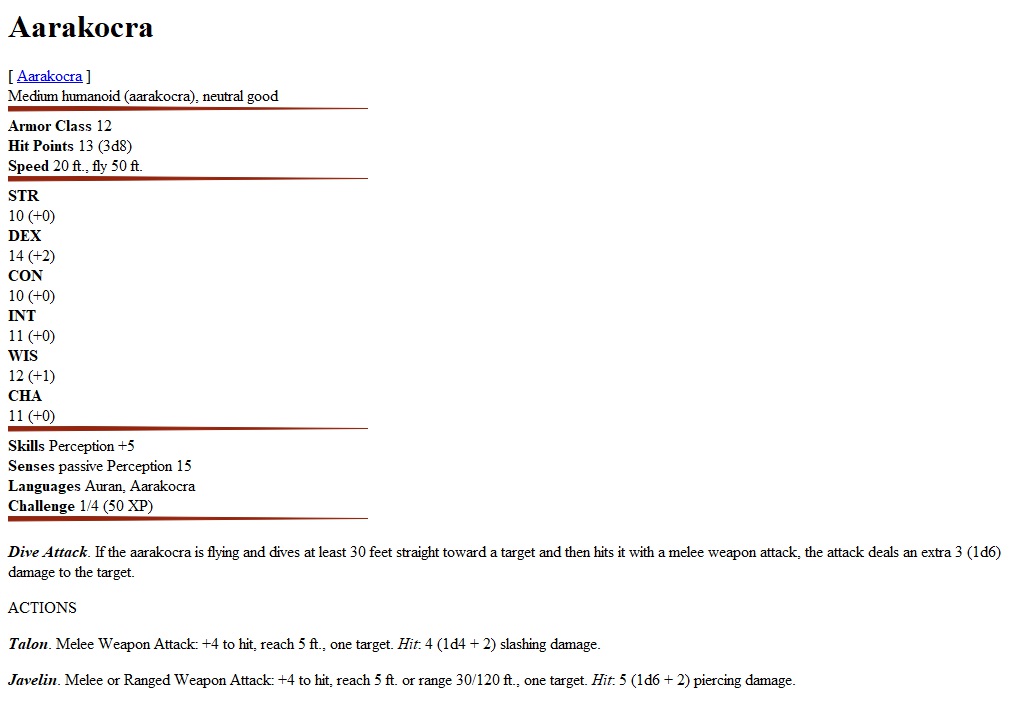 Aarakocra
[ Aarakocra ]
Medium humanoid (aarakocra), neutral good
Armor Class 12
Hit Points 13 (3d8)
Speed 20 ft., fly 50 ft.
STR
10 (+0)
DEX
14 (+2)
CON
10 (+0)
INT
11 (+0)
WIS
12 (+1)
CHA
11 (+0)
Skills Perception +5
Senses passive Perception 15
Languages Auran, Aarakocra
Challenge 1/4 (50 XP)
Dive Attack. If the aarakocra is flying and dives at least 30 feet straight toward a target and then hits it with a melee weapon attack, the attack deals an extra 3 (1d6)
damage to the target.
ACTIONS
Talon. Melee Weapon Attack: +4 to hit, reach 5 ft., one target. Hit: 4 (1d4 + 2) slashing damage.
Javelin. Melee or Ranged Weapon Attack: +4 to hit, reach 5 ft. or range 30/120 ft., one target. Hit: 5 (1d6 + 2) piercing damage.